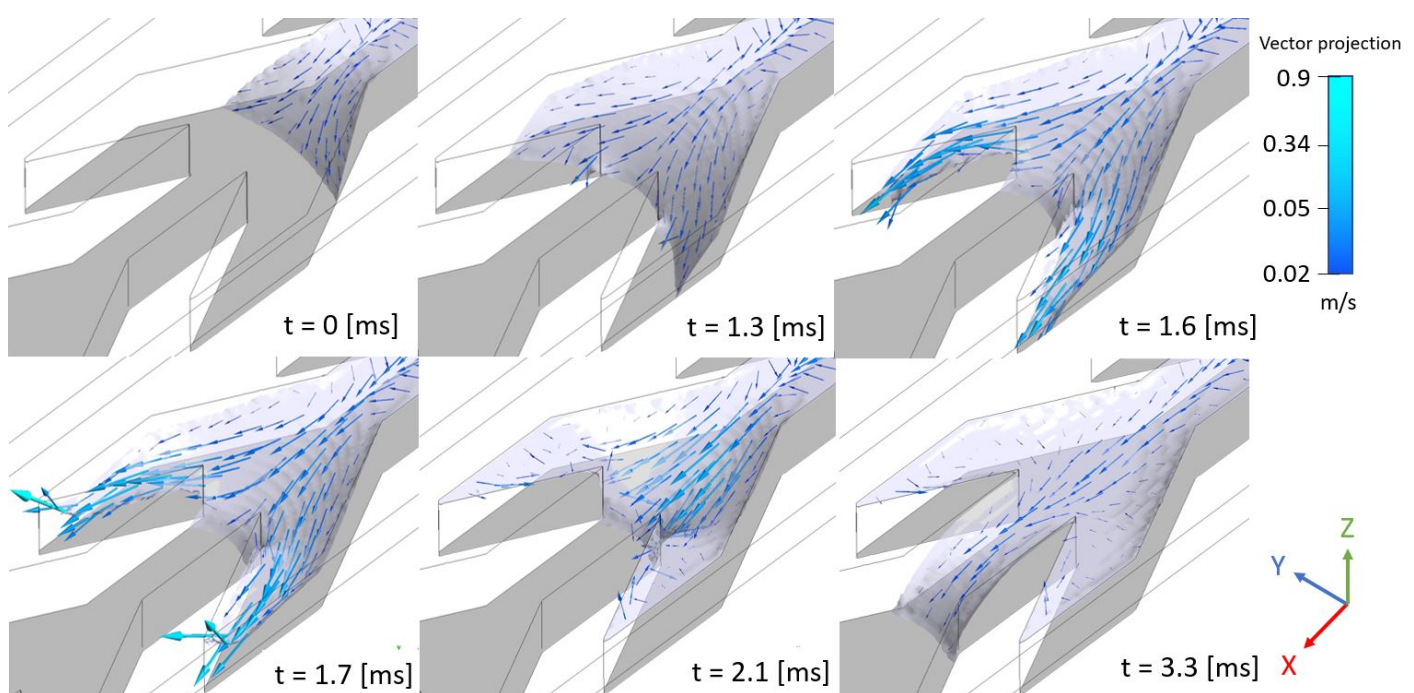 Vector projection
0.9
0.34
0.05
0.02
m/s
t = 0 [ms]
t = 1.3 [ms]
t = 1.6 [ms]
t = 1.7 [ms]
t = 2.1 [ms]
t = 3.3 [ms]
Z
Y
X